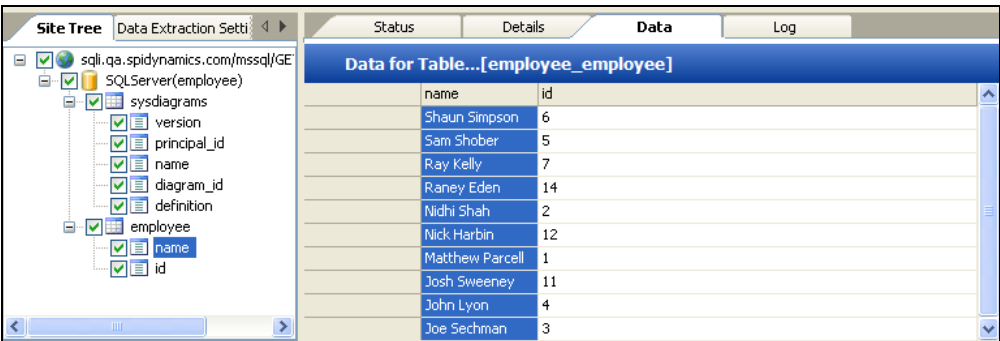 Site Tree Data Extraction Setti
sqli.qa.spidynamics.com/mssql/GE
SQLServer(employee)
sysdiagrams
version
principal_id
name
diagram_id
definition
employee
name
id
Status Details Data Log
Data for Table...[employee_employee]
name id
Shaun Simpson 6
Sam Shober 5
Ray Kelly 7
Raney Eden 14
Nidhi Shah 2
Nick Harbin 12
Matthew Parcell 1
Josh Sweeney 11
John Lyon 4
Joe Sechman 3